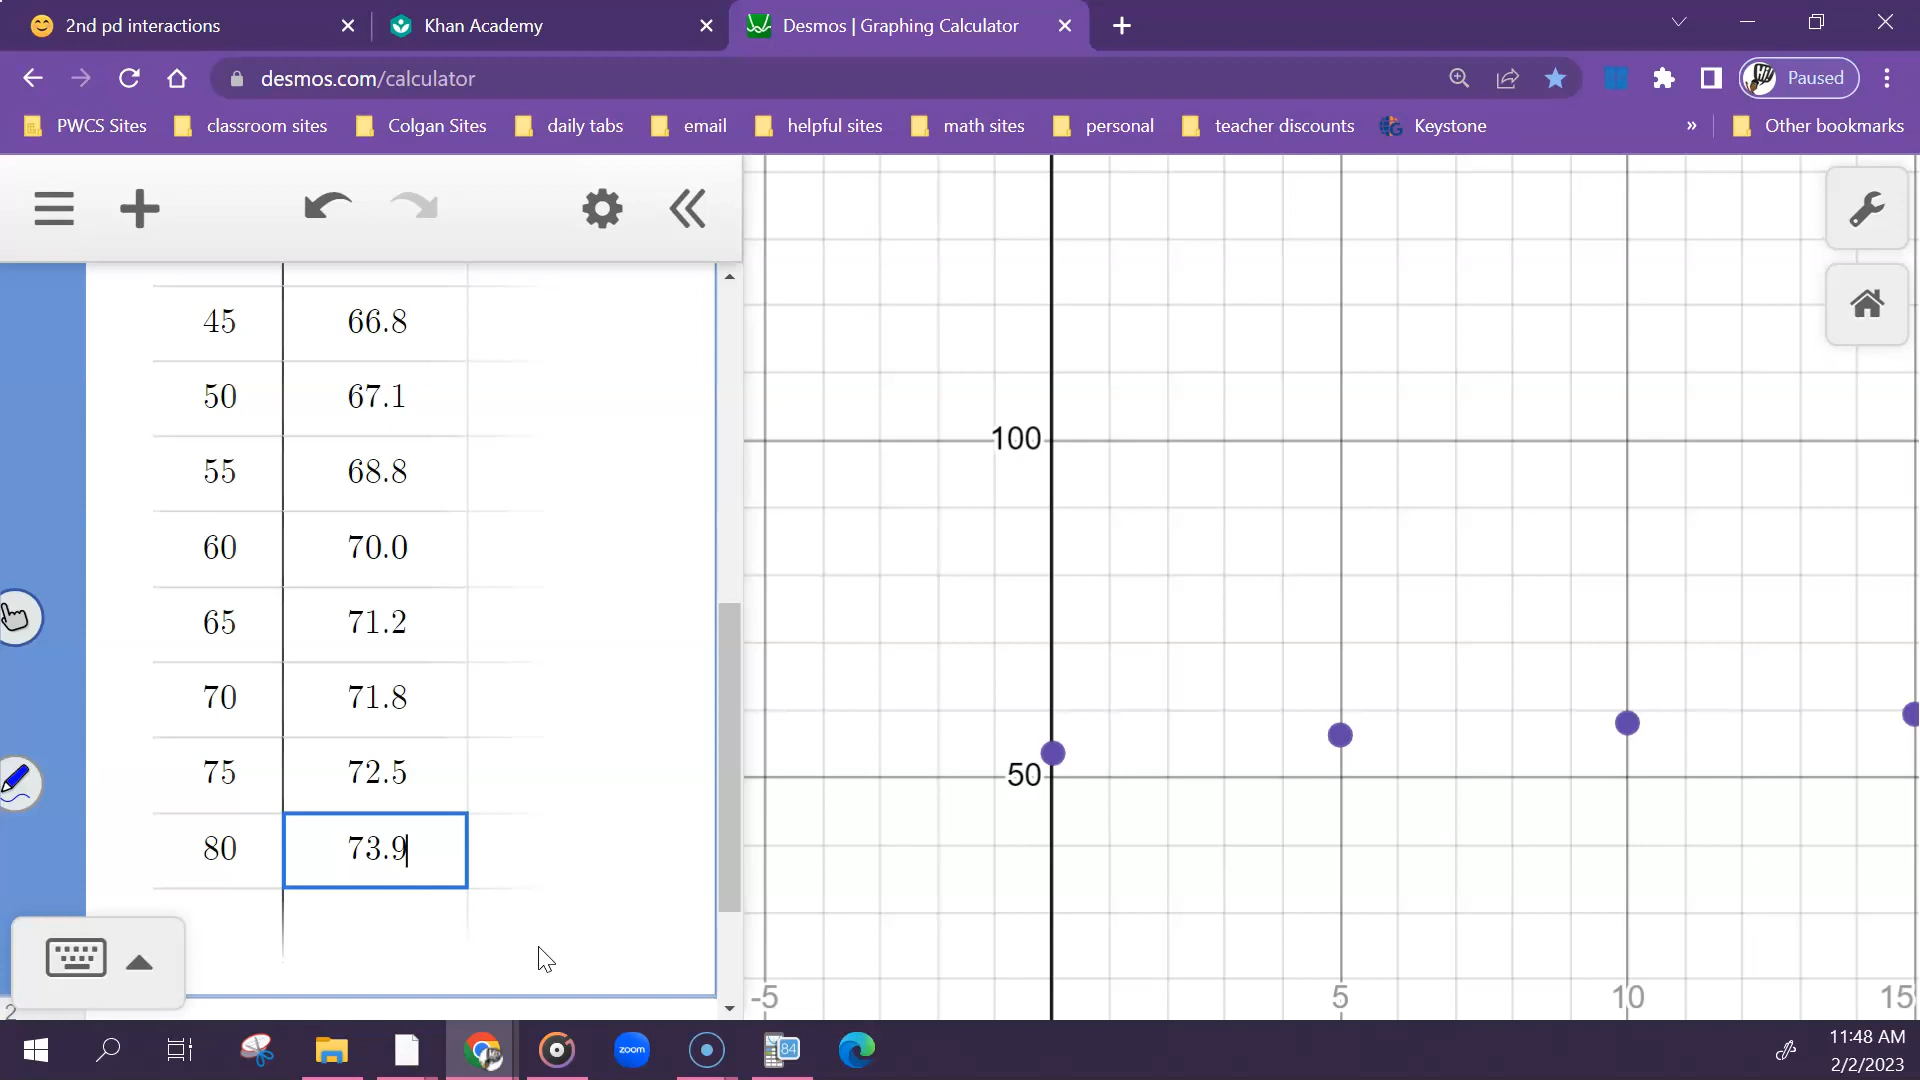 2nd pd interactions
Khan Academy
Desmos | Graphing Calculator
desmos.com/calculator
Paused
PWCS Sites
classroom sites
Colgan Sites
daily tabs
email
helpful sites
math sites
personal
teacher discounts
Keystone
»
Other bookmarks
45 66.8
50 67.1
55 68.8
60 70.0
65 71.2
70 71.8
75 72.5
80 73.9
2
100
50
-5
5
10
15
zoom
84
11:48 AM
2/2/2023